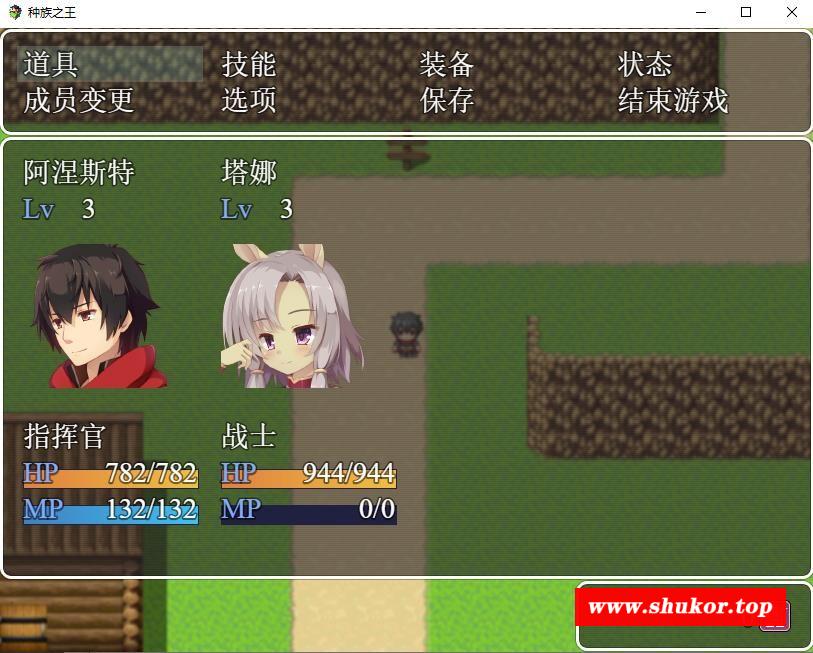 种族之王
道具 技能 装备 状态
成员变更 选项 保存 结束游戏
阿涅斯特 塔娜
Lv 3 Lv 3
指挥官 战士
HP 782/782 HP 944/944
MP 132/132 MP 0/0
www.shukor.top